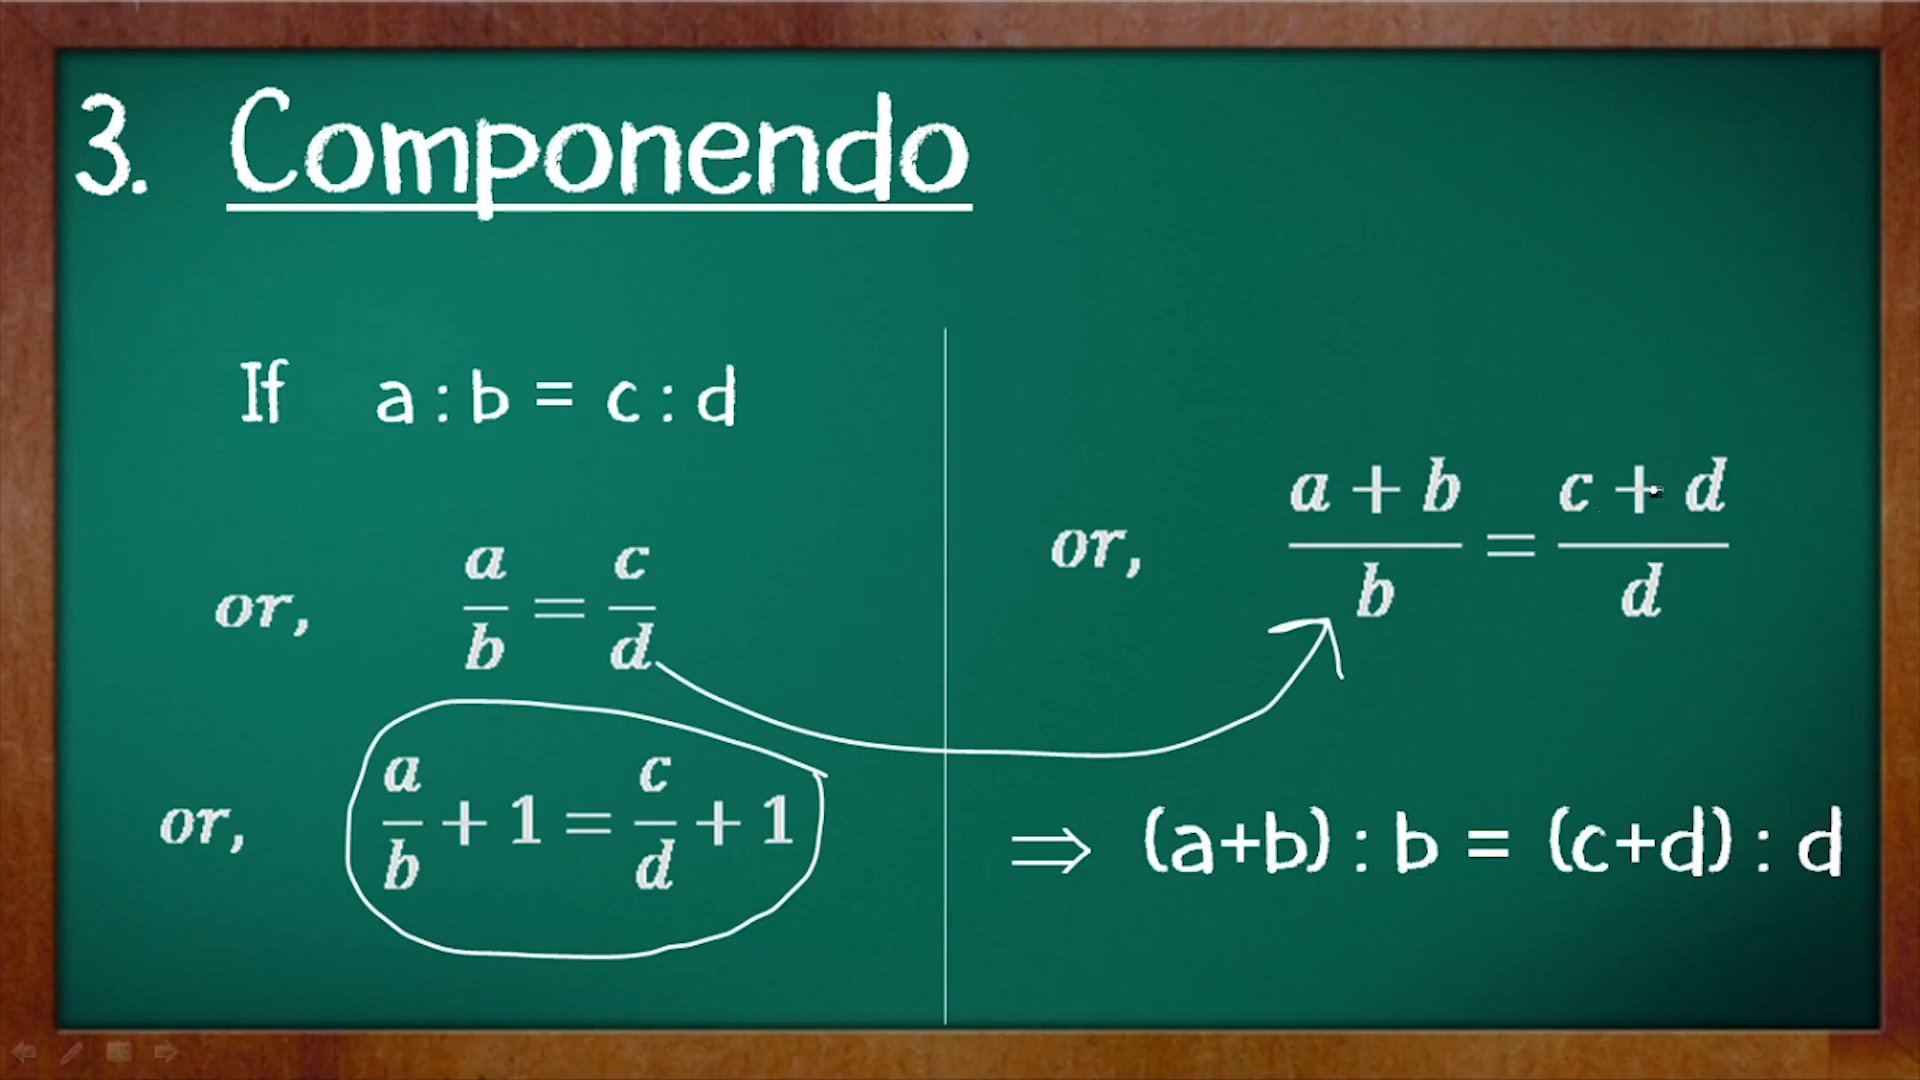 3. Componendo
If a : b = c : d
or, a/b = c/d
or, a/b + 1 = c/d + 1
or, (a + b)/b = (c + d)/d
⇒ (a+b) : b = (c+d) : d